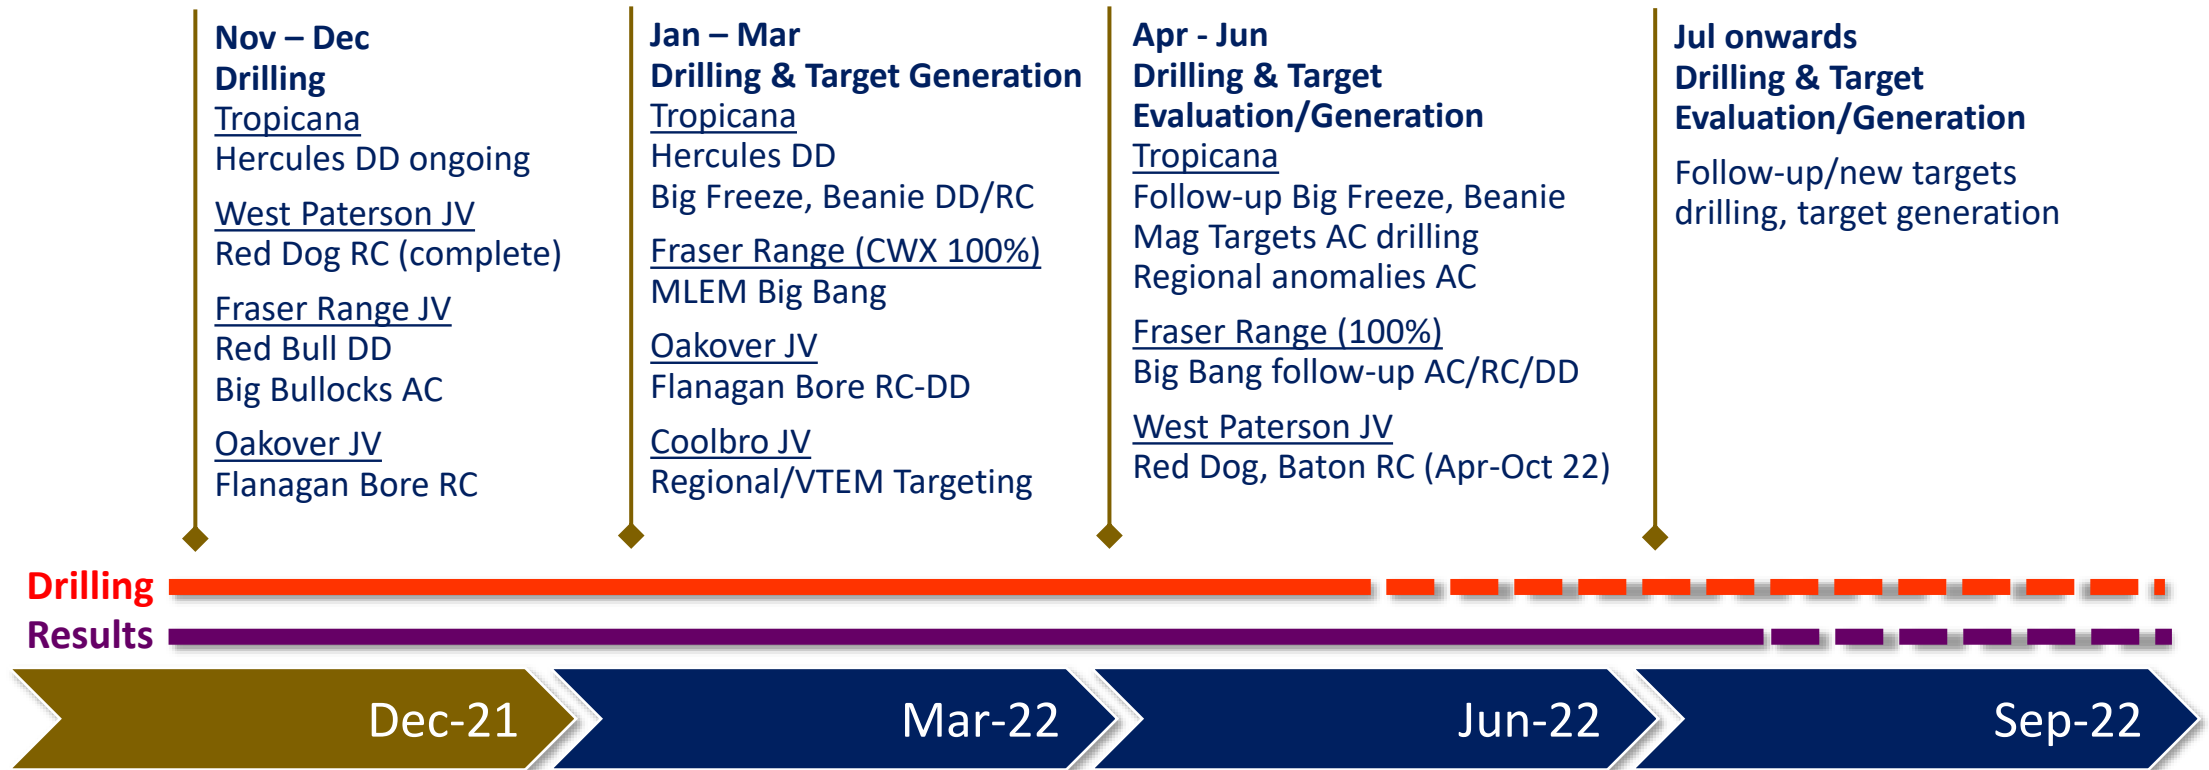 Nov – Dec
Drilling
Tropicana
Hercules DD ongoing
West Paterson JV
Red Dog RC (complete)
Fraser Range JV
Red Bull DD
Big Bullocks AC
Oakover JV
Flanagan Bore RC
Jan – Mar
Drilling & Target Generation
Tropicana
Hercules DD
Big Freeze, Beanie DD/RC
Fraser Range (CWX 100%)
MLEM Big Bang
Oakover JV
Flanagan Bore RC-DD
Coolbro JV
Regional/VTEM Targeting
Apr - Jun
Drilling & Target
Evaluation/Generation
Tropicana
Follow-up Big Freeze, Beanie
Mag Targets AC drilling
Regional anomalies AC
Fraser Range (100%)
Big Bang follow-up AC/RC/DD
West Paterson JV
Red Dog, Baton RC (Apr-Oct 22)
Jul onwards
Drilling & Target
Evaluation/Generation
Follow-up/new targets
drilling, target generation
Drilling
Results
Dec-21
Mar-22
Jun-22
Sep-22